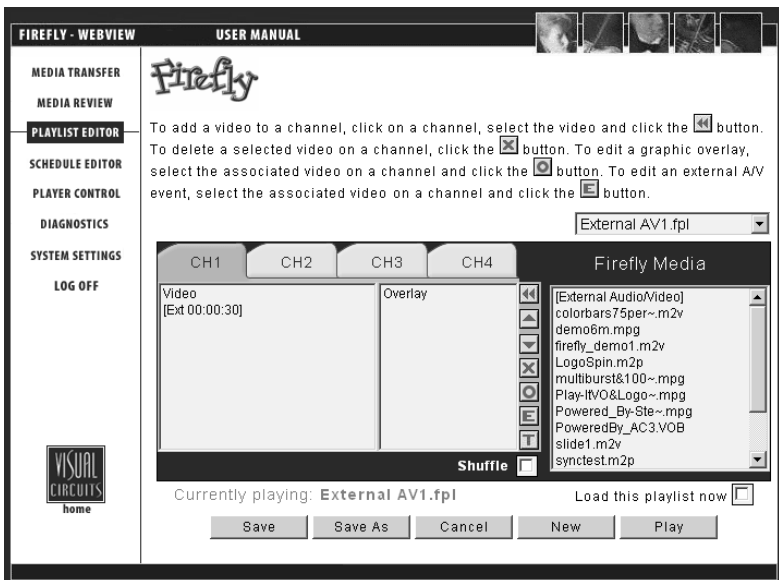 FIREFLY - WEBVIEW
USER MANUAL
MEDIA TRANSFER
MEDIA REVIEW
PLAYLIST EDITOR
SCHEDULE EDITOR
PLAYER CONTROL
DIAGNOSTICS
SYSTEM SETTINGS
LOG OFF
VISUAL
CIRCUITS
home
Firefly
To add a video to a channel, click on a channel, select the video and click the button.
To delete a selected video on a channel, click the X button. To edit a graphic overlay,
select the associated video on a channel and click the O button. To edit an external A/V
event, select the associated video on a channel and click the E button.
External AV1.fpl
CH1
CH2
CH3
CH4
Firefly Media
Video
[Ext 00:00:30]
Overlay
X
O
E
T
[External Audio/Video]
colorbars75per~.m2v
demo6m.mpg
firefly_demo1.m2v
LogoSpin.m2p
multiburst&100~.mpg
Play-ItVO&Logo~.mpg
Powered_By-Ste~.mpg
PoweredBy_AC3.VOB
slide1.m2v
synctest.m2p
Shuffle
Currently playing: External AV1.fpl
Load this playlist now
Save
Save As
Cancel
New
Play